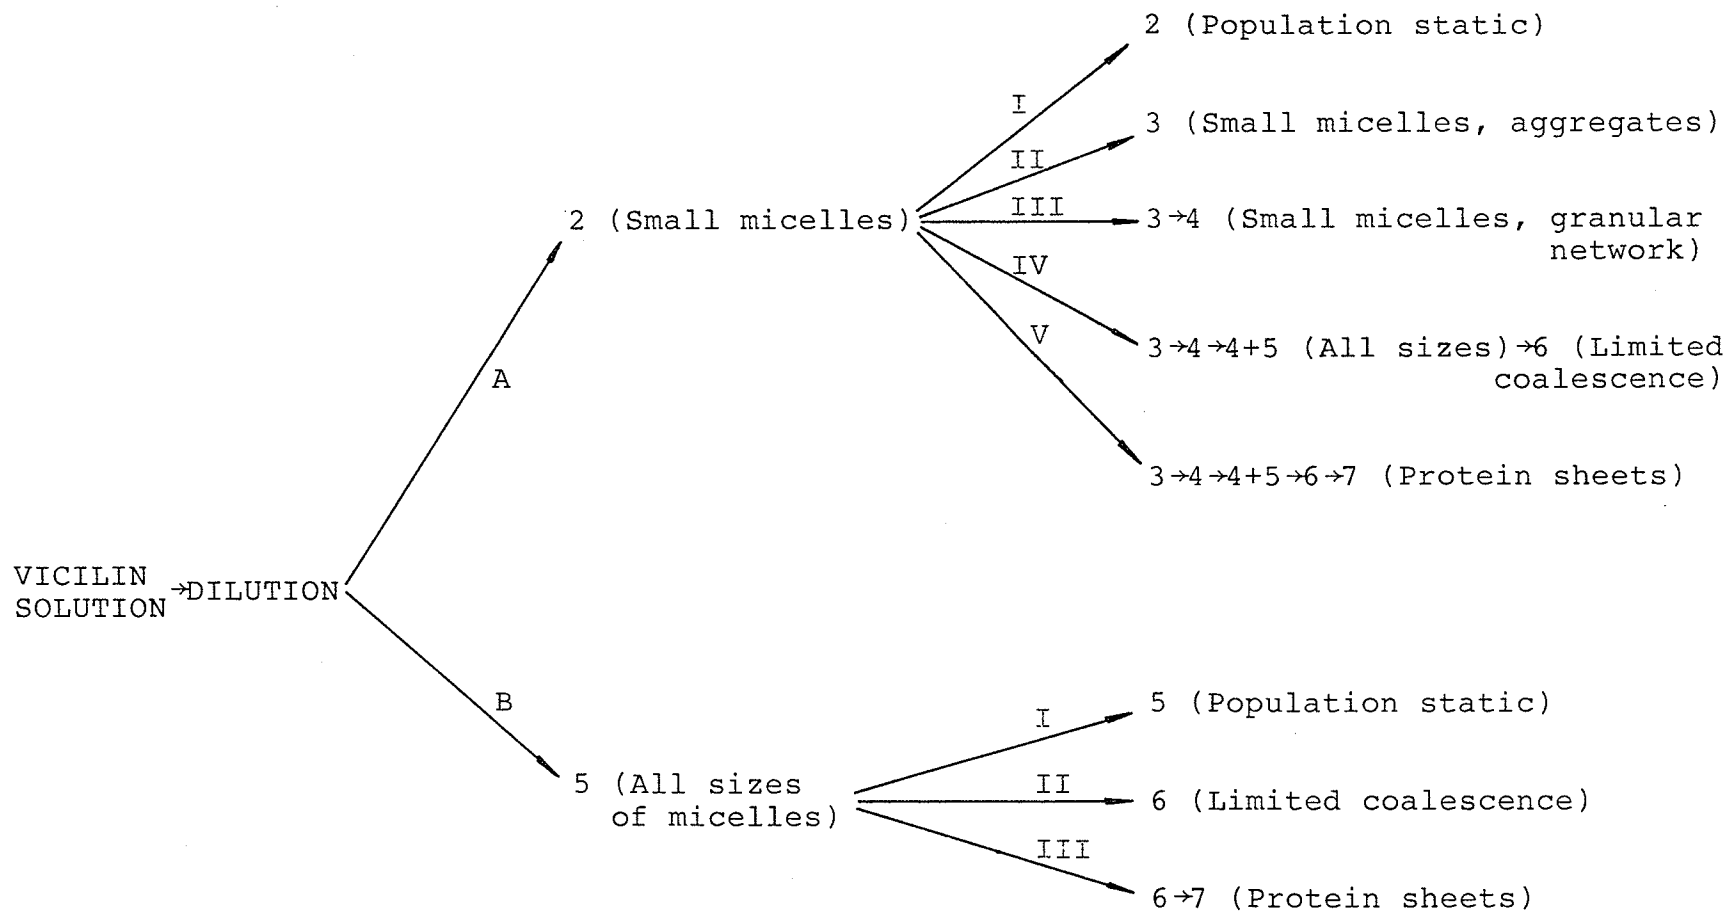 2 (Population static)
I
3 (Small micelles, aggregates)
II
2 (Small micelles)
III
3→4 (Small micelles, granular
network)
IV
V
3→4→4+5 (All sizes)→6 (Limited
coalescence)
A
3→4→4+5→6→7 (Protein sheets)
VICILIN
SOLUTION →DILUTION
B
5 (All sizes
of micelles)
I
5 (Population static)
II
6 (Limited coalescence)
III
6→7 (Protein sheets)